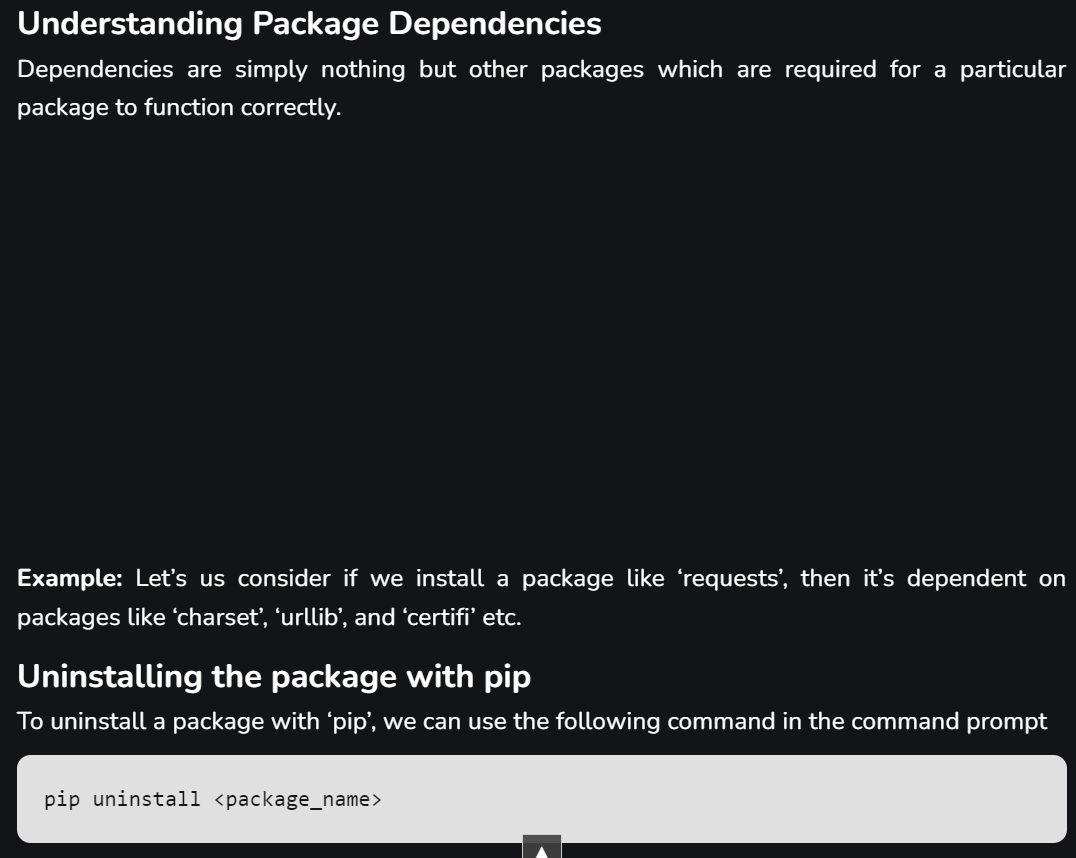 Understanding Package Dependencies
Dependencies are simply nothing but other packages which are required for a particular
package to function correctly.
Example: Let’s us consider if we install a package like ‘requests’, then it’s dependent on
packages like ‘charset’, ‘urllib’, and ‘certifi’ etc.
Uninstalling the package with pip
To uninstall a package with ‘pip’, we can use the following command in the command prompt
pip uninstall <package_name>